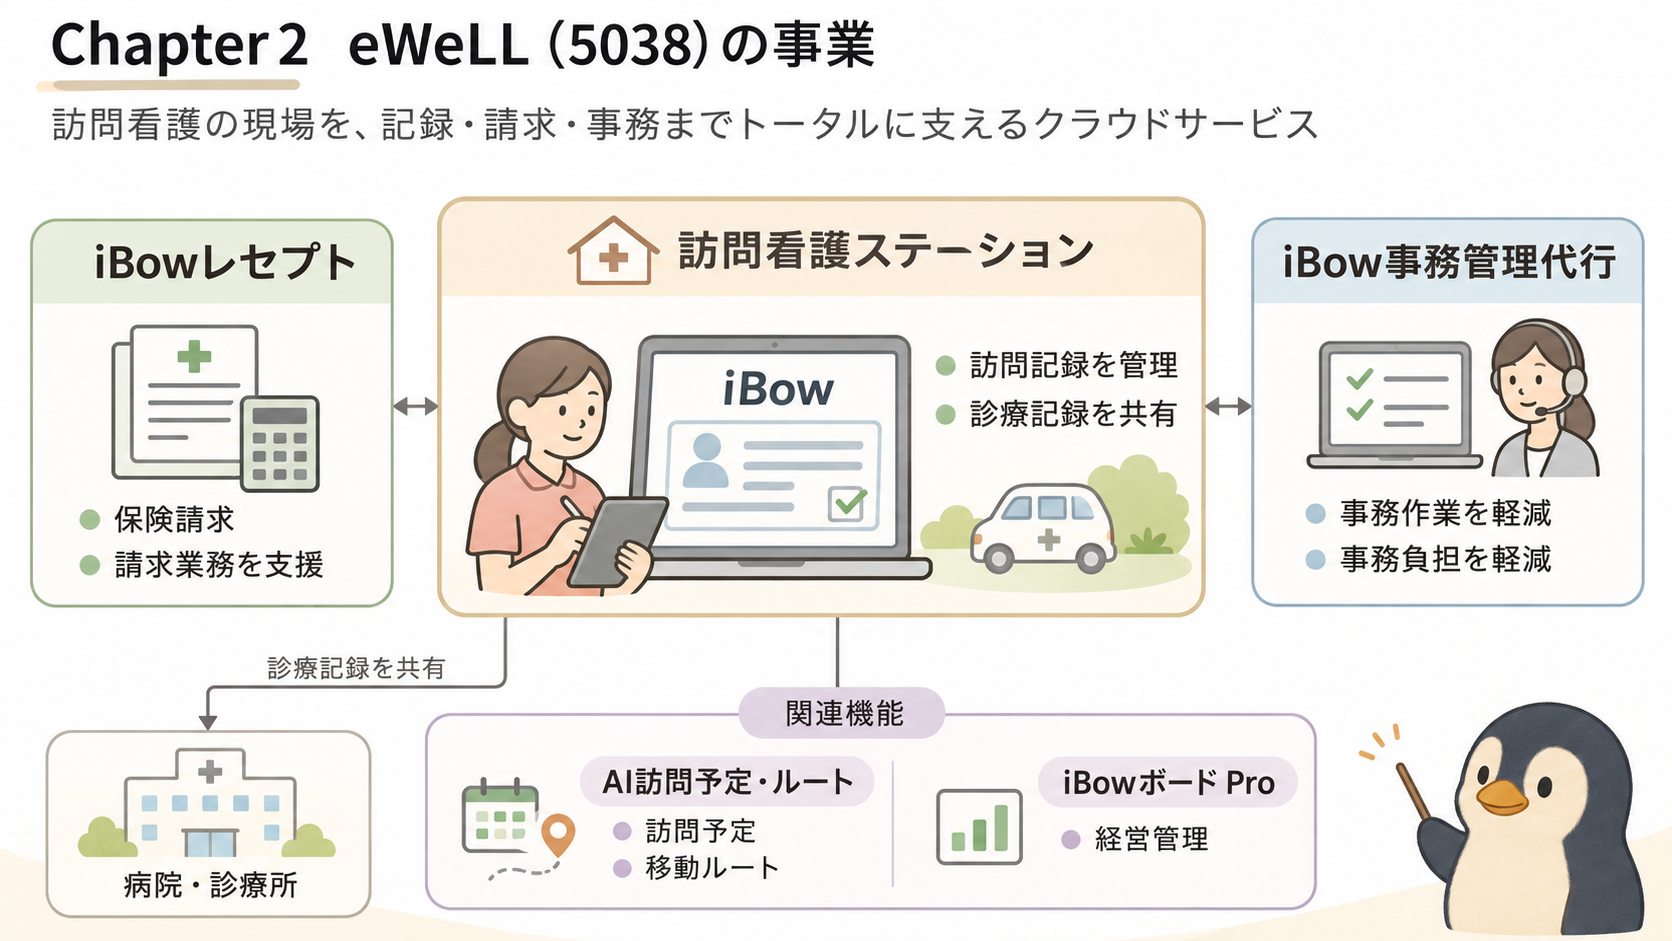 Chapter 2 eWeLL（5038）の事業
訪問看護の現場を、記録・請求・事務までトータルに支えるクラウドサービス
iBowレセプト
保険請求
請求業務を支援
訪問看護ステーション
iBow
訪問記録を管理
診療記録を共有
iBow事務管理代行
事務作業を軽減
事務負担を軽減
診療記録を共有
病院・診療所
関連機能
AI訪問予定・ルート
訪問予定
移動ルート
iBowボード Pro
経営管理